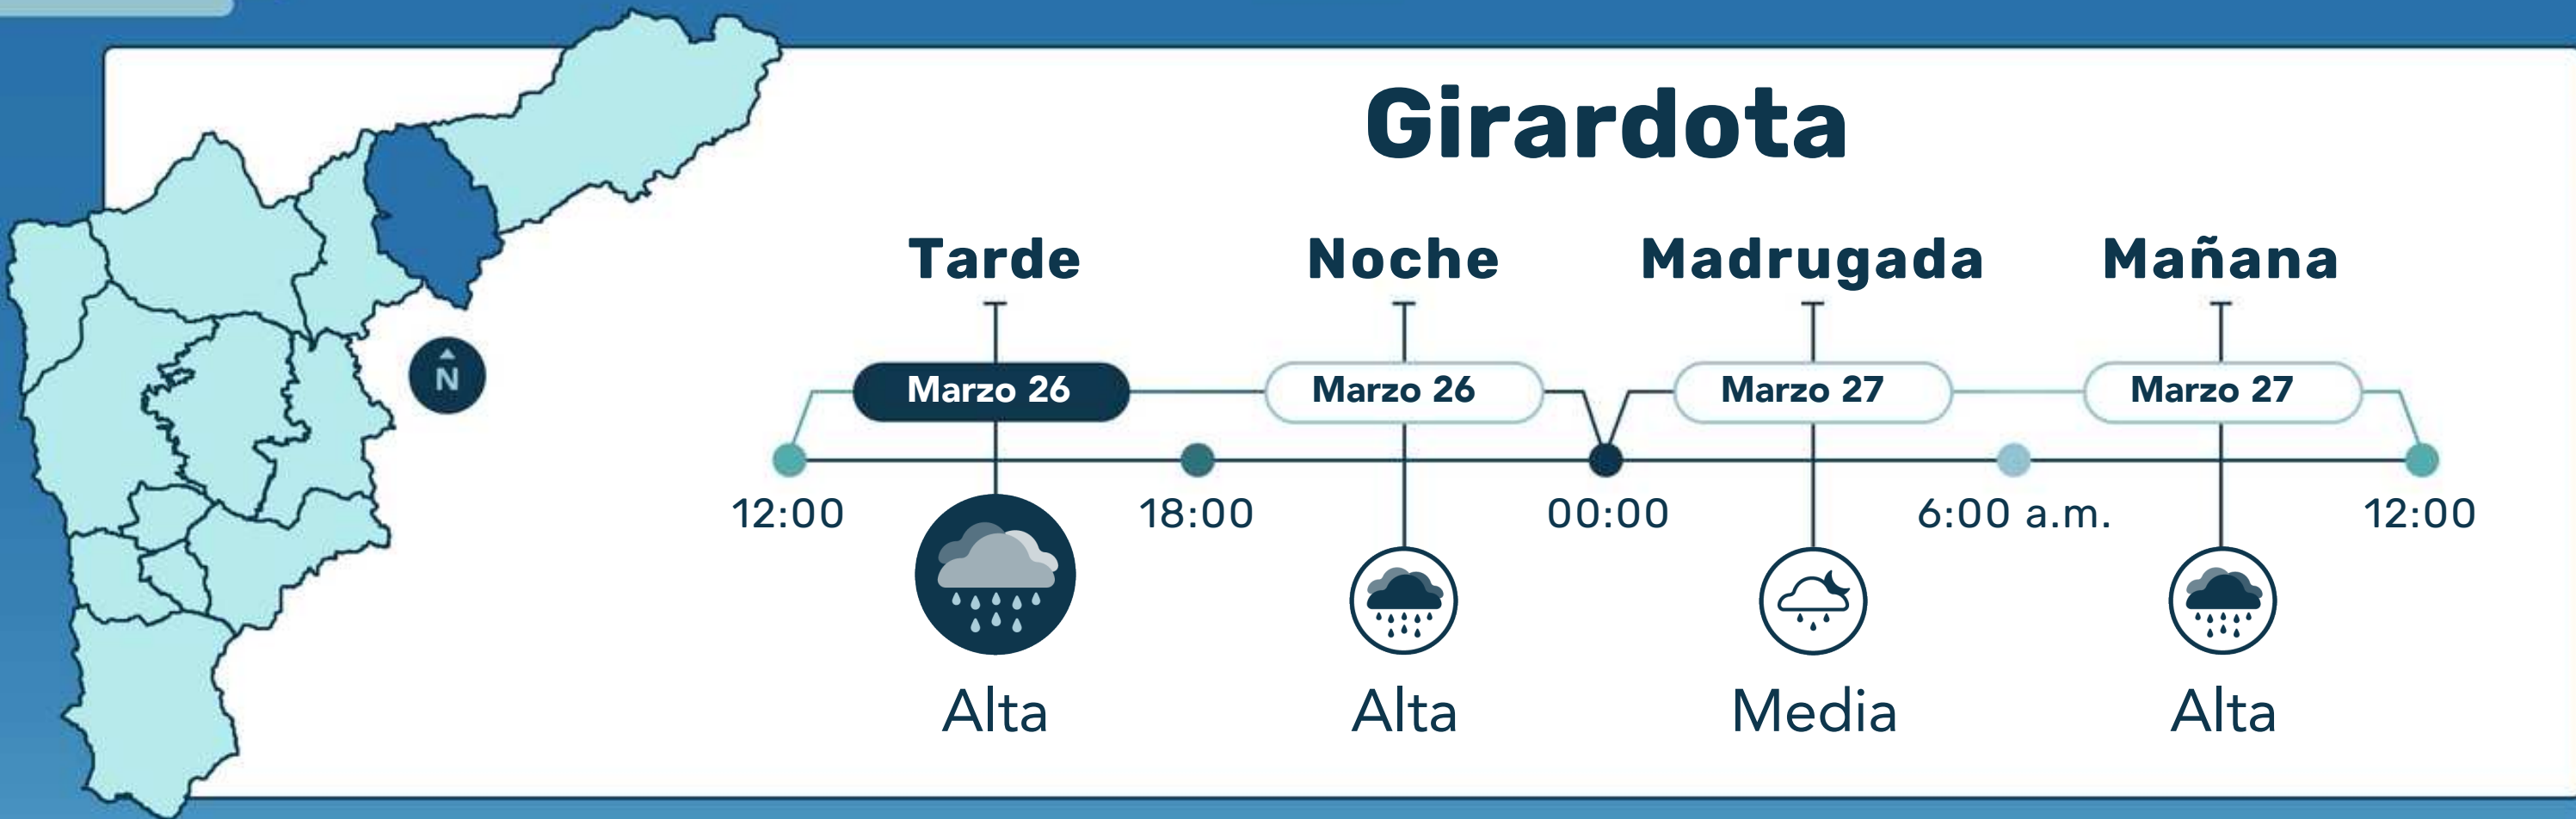 Girardota
Tarde Noche Madrugada Mañana
N
Marzo 26 Marzo 26 Marzo 27 Marzo 27
12:00 18:00 00:00 6:00 a.m. 12:00
Alta Alta Media Alta